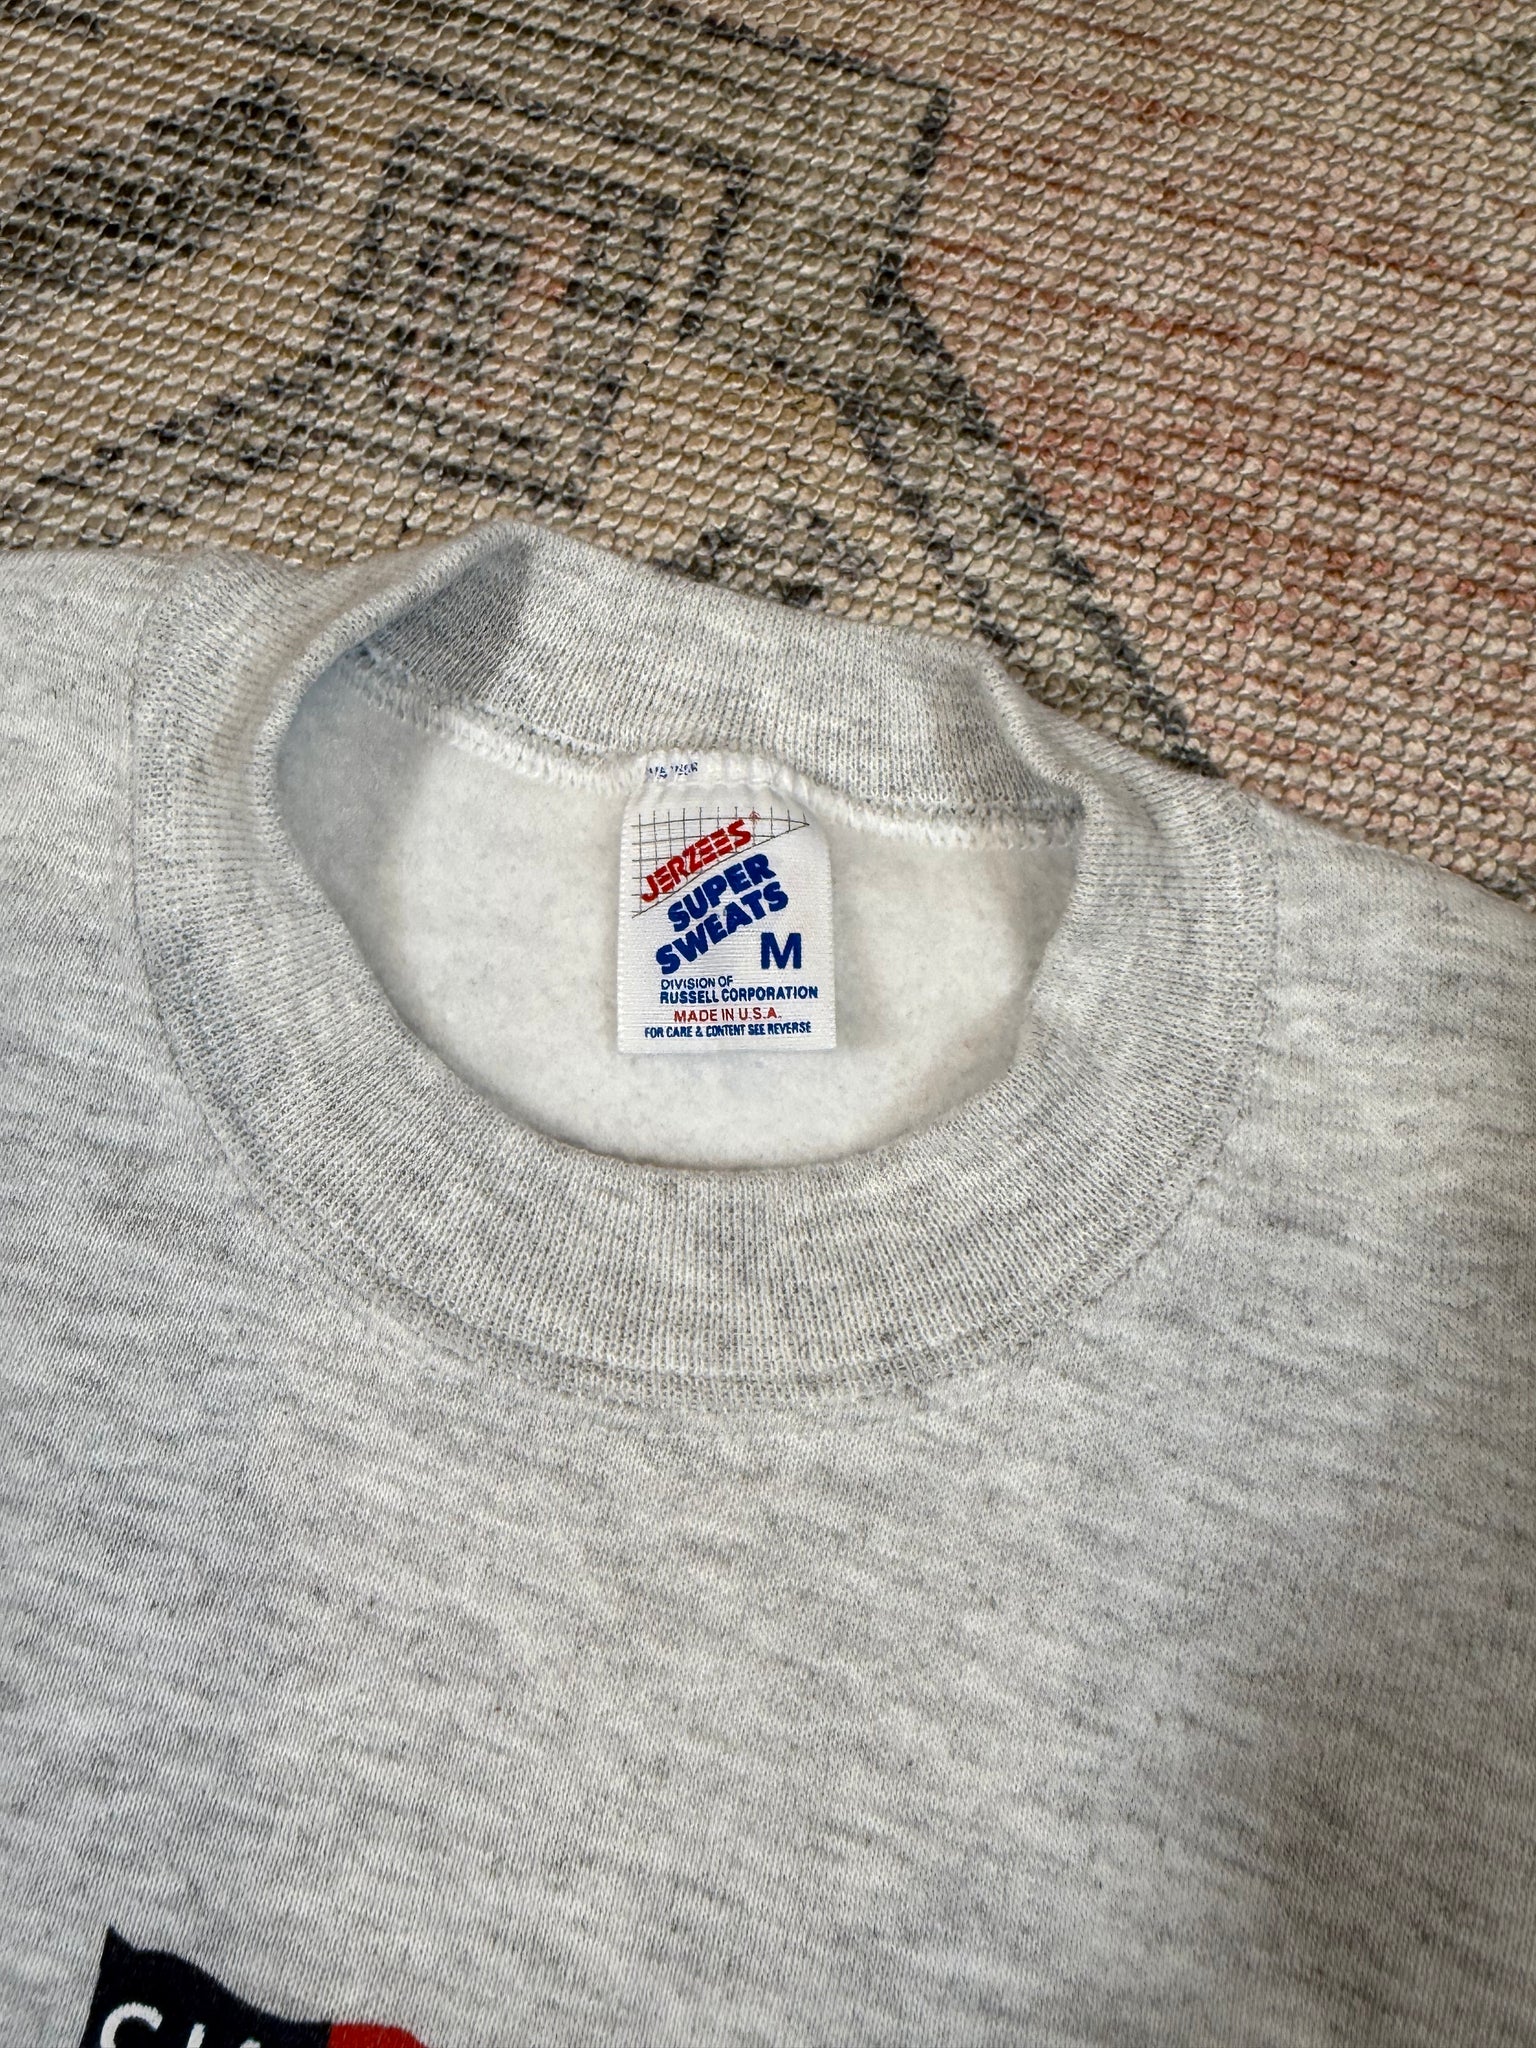 JERZEES
SUPER
SWEATS
M
DIVISION OF
RUSSELL CORPORATION
MADE IN U.S.A.
FOR CARE & CONTENT SEE REVERSE